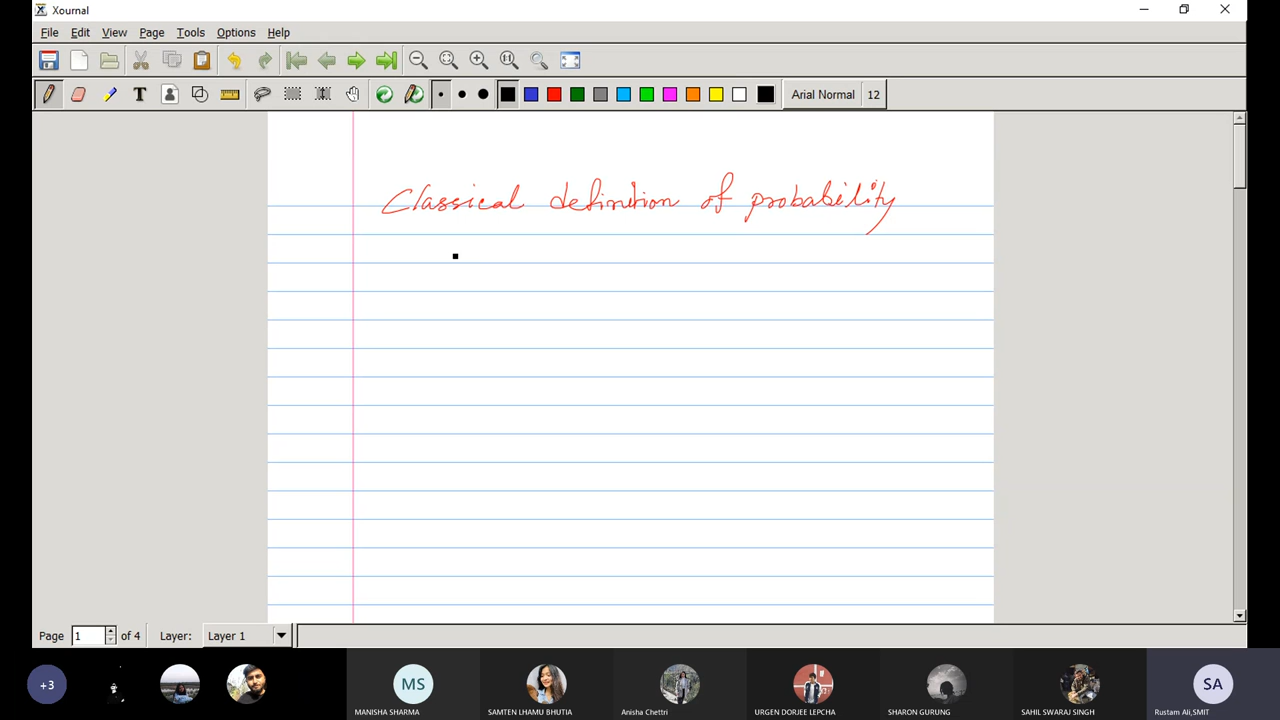 Xournal
File Edit View Page Tools Options Help
Arial Normal 12
Classical definition of probability
Page 1 of 4 Layer: Layer 1
+3 MS SA
MANISHA SHARMA SAMTEN LHAMU BHUTIA Anisha Chettri URGEN DORJEE LEPCHA SHARON GURUNG SAHIL SWARAJ SINGH Rustam Ali,SMIT